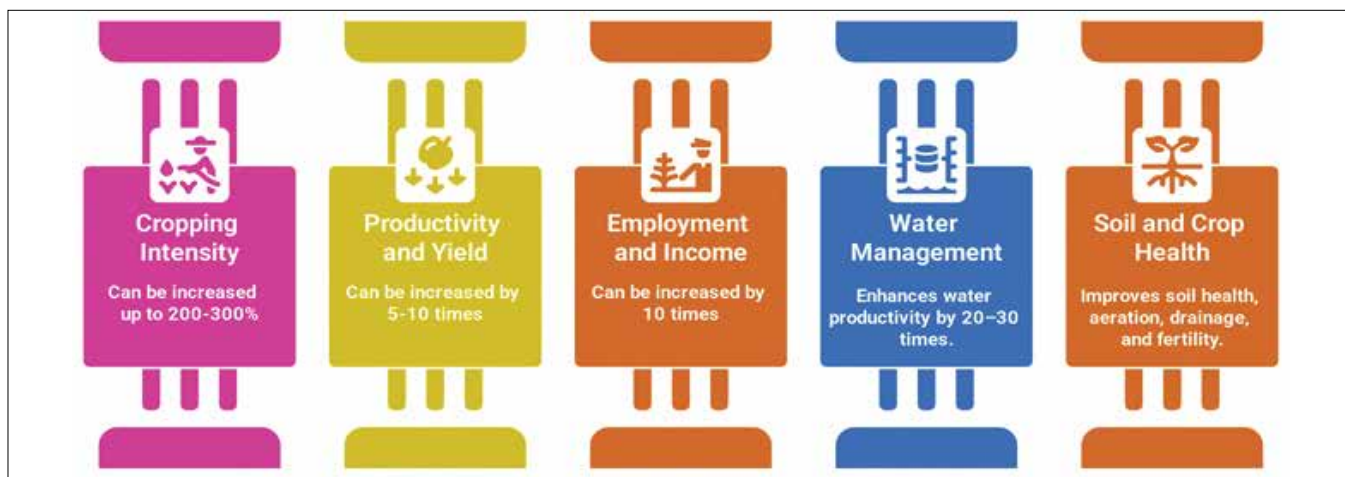 Cropping
Intensity
Can be increased
up to 200-300%
Productivity
and Yield
Can be increased by
5-10 times
Employment
and Income
Can be increased by
10 times
Water
Management
Enhances water
productivity by 20–30
times.
Soil and Crop
Health
Improves soil health,
aeration, drainage,
and fertility.